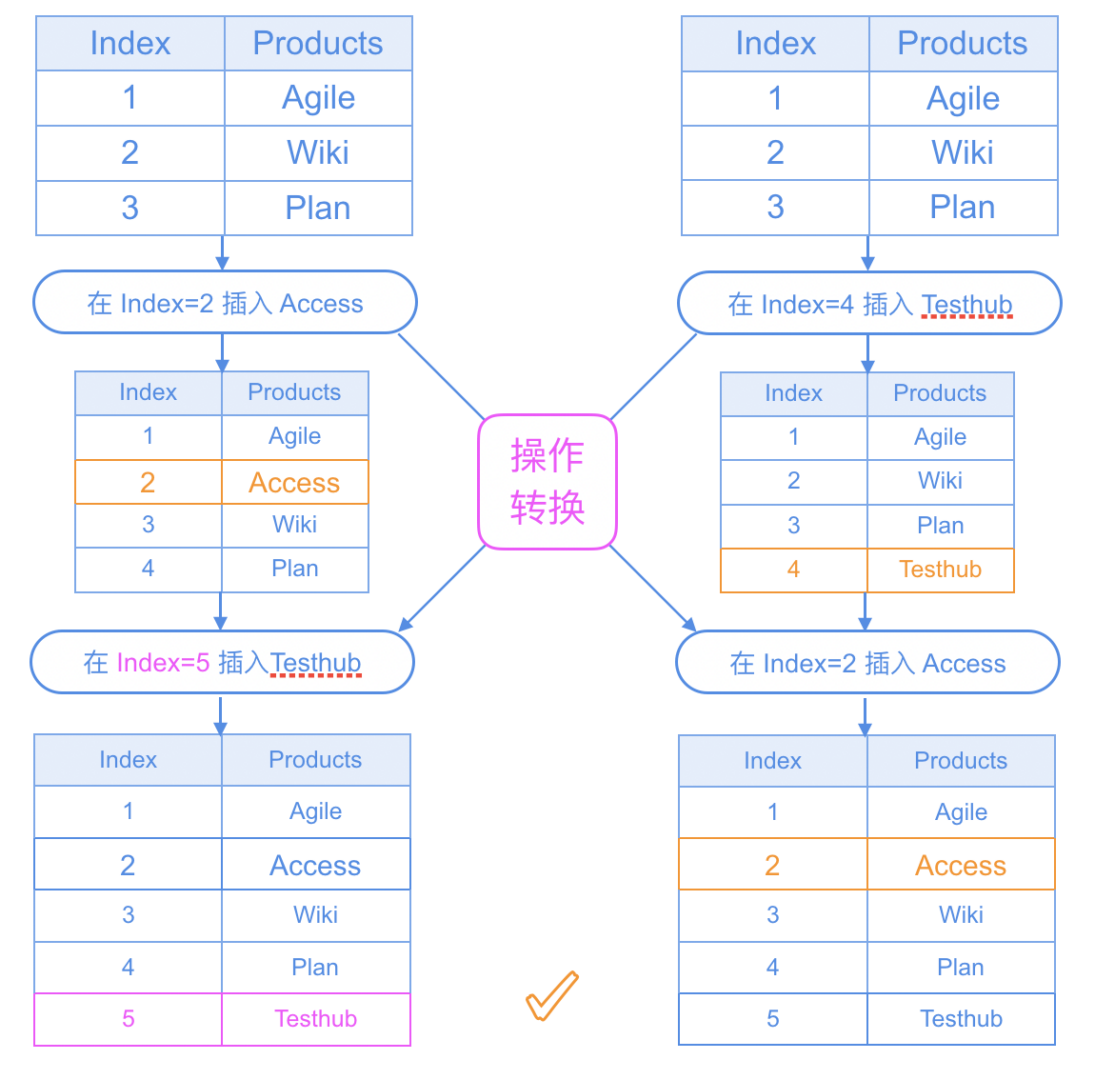 Index Products
1 Agile
2 Wiki
3 Plan
在 Index=2 插入 Access
Index Products
1 Agile
2 Access
3 Wiki
4 Plan
在 Index=5 插入Testhub
Index Products
1 Agile
2 Access
3 Wiki
4 Plan
5 Testhub
操作
转换
Index Products
1 Agile
2 Wiki
3 Plan
在 Index=4 插入 Testhub
Index Products
1 Agile
2 Wiki
3 Plan
4 Testhub
在 Index=2 插入 Access
Index Products
1 Agile
2 Access
3 Wiki
4 Plan
5 Testhub